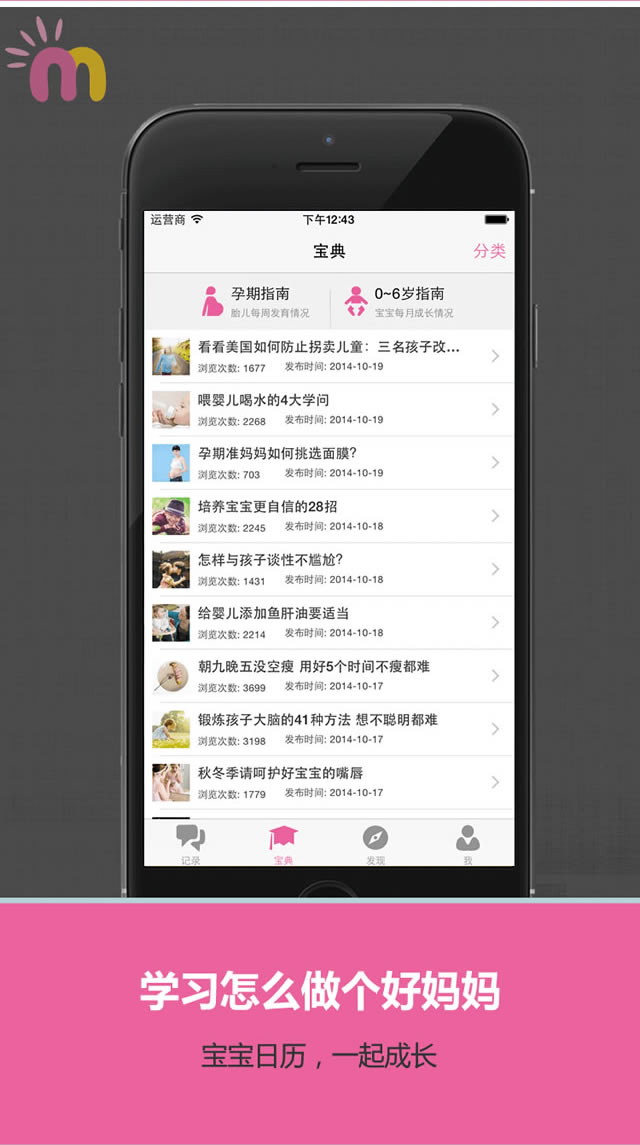 m
运营商 下午12:43
宝典 分类
孕期指南
胎儿每周发育情况
0~6岁指南
宝宝每月成长情况
看看美国如何防止拐卖儿童：三名孩子改...
浏览次数: 1677 发布时间: 2014-10-19
喂婴儿喝水的4大学问
浏览次数: 2268 发布时间: 2014-10-19
孕期准妈妈如何挑选面膜?
浏览次数: 703 发布时间: 2014-10-19
培养宝宝更自信的28招
浏览次数: 2245 发布时间: 2014-10-18
怎样与孩子谈性不尴尬?
浏览次数: 1431 发布时间: 2014-10-18
给婴儿添加鱼肝油要适当
浏览次数: 2214 发布时间: 2014-10-18
朝九晚五没空瘦 用好5个时间不瘦都难
浏览次数: 3699 发布时间: 2014-10-17
锻炼孩子大脑的41种方法 想不聪明都难
浏览次数: 3198 发布时间: 2014-10-17
秋冬季请呵护好宝宝的嘴唇
浏览次数: 1779 发布时间: 2014-10-17
记录 宝典 发现 我
学习怎么做个好妈妈
宝宝日历，一起成长